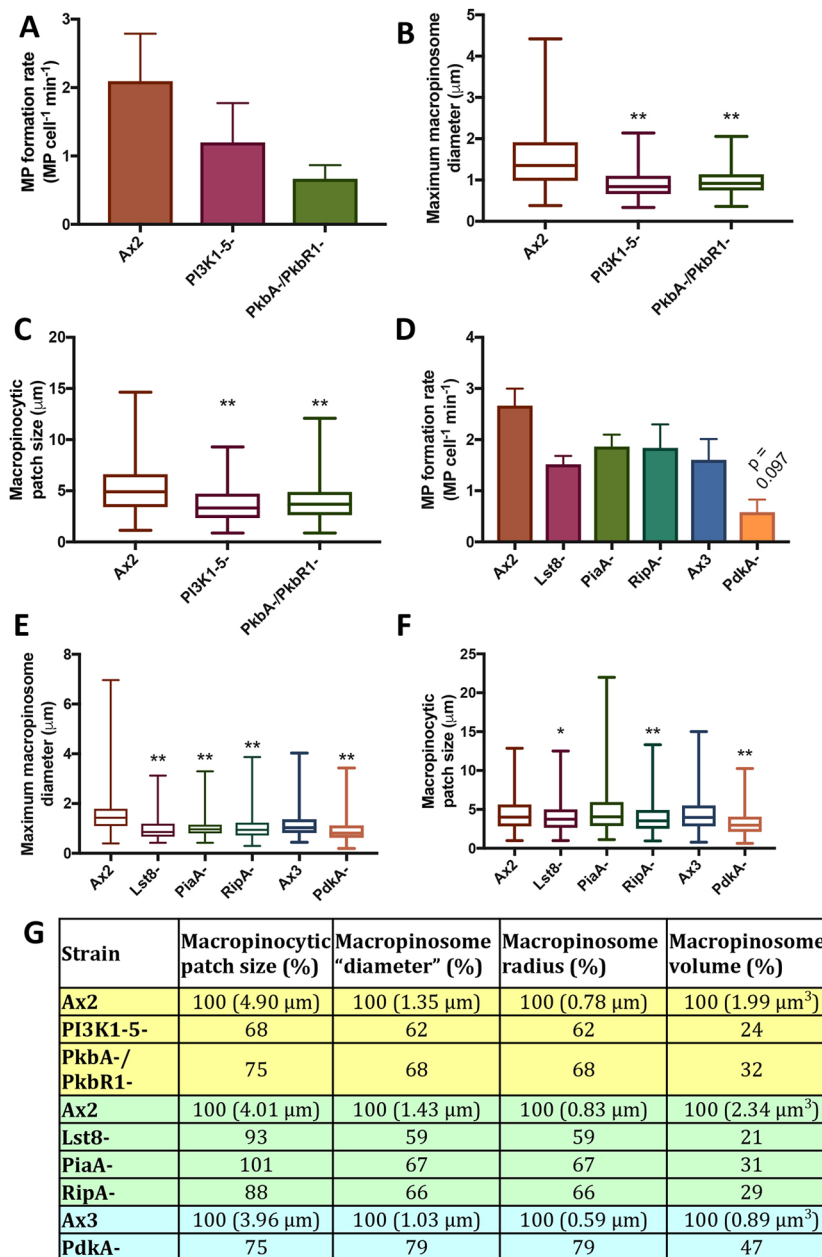 A
MP formation rate
(MP cell-1 min-1)
3
2
1
0
Ax2
PI3K1-5-
PkbA-/PkbR1-
B
Maximum macropinosome
diameter (μm)
5
4
3
2
1
0
**
**
Ax2
PI3K1-5-
PkbA-/PkbR1-
C
Macropinocytic
patch size (μm)
20
15
10
5
0
**
**
Ax2
PI3K1-5-
PkbA-/PkbR1-
D
MP formation rate
(MP cell-1 min-1)
4
3
2
1
0
p =
0.097
Ax2
Lst8-
PiaA-
RipA-
Ax3
PdkA-
E
Maximum macropinosome
diameter (μm)
8
6
4
2
0
**
**
**
**
Ax2
Lst8-
PiaA-
RipA-
Ax3
PdkA-
F
Macropinocytic
patch size (μm)
25
20
15
10
5
0
*
**
**
Ax2
Lst8-
PiaA-
RipA-
Ax3
PdkA-
G
Strain Macropinocytic patch size (%) Macropinosome “diameter” (%) Macropinosome radius (%) Macropinosome volume (%)
Ax2 100 (4.90 μm) 100 (1.35 μm) 100 (0.78 μm) 100 (1.99 μm3)
PI3K1-5- 68 62 62 24
PkbA-/ PkbR1- 75 68 68 32
Ax2 100 (4.01 μm) 100 (1.43 μm) 100 (0.83 μm) 100 (2.34 μm3)
Lst8- 93 59 59 21
PiaA- 101 67 67 31
RipA- 88 66 66 29
Ax3 100 (3.96 μm) 100 (1.03 μm) 100 (0.59 μm) 100 (0.89 μm3)
PdkA- 75 79 79 47